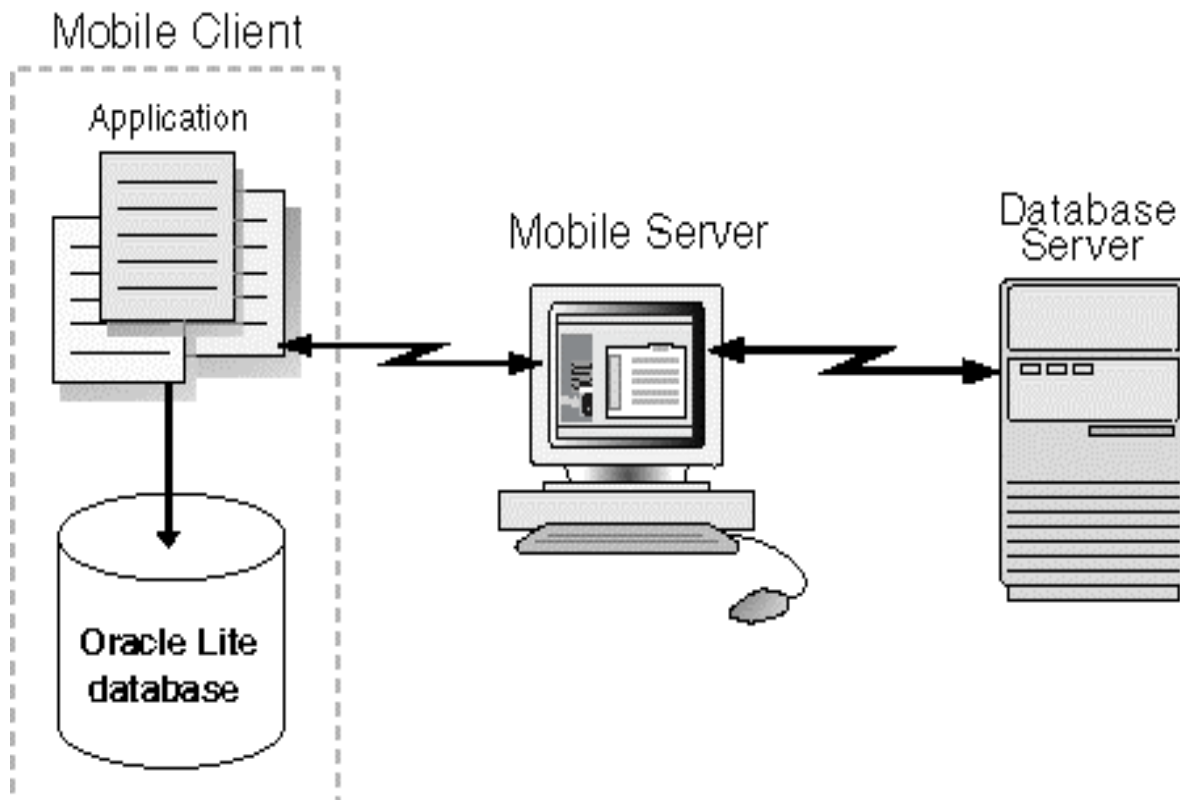 Mobile Client
Application
Mobile Server
Database
Server
Oracle Lite
database